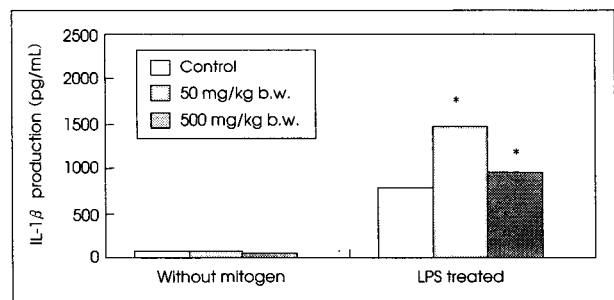 2500
2000
1500
1000
500
0
IL-1β production (pg/mL)
Control
50 mg/kg b.w.
500 mg/kg b.w.
*
*
Without mitogen
LPS treated